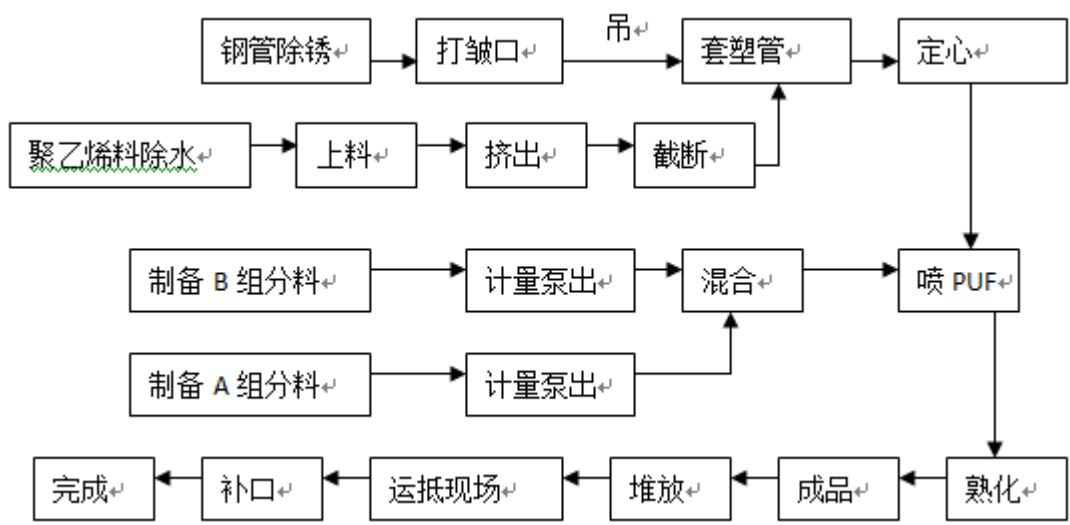 吊
钢管除锈
打皱口
套塑管
定心
聚乙烯料除水
上料
挤出
截断
制备 B 组分料
计量泵出
混合
喷 PUF
制备 A 组分料
计量泵出
完成
补口
运抵现场
堆放
成品
熟化